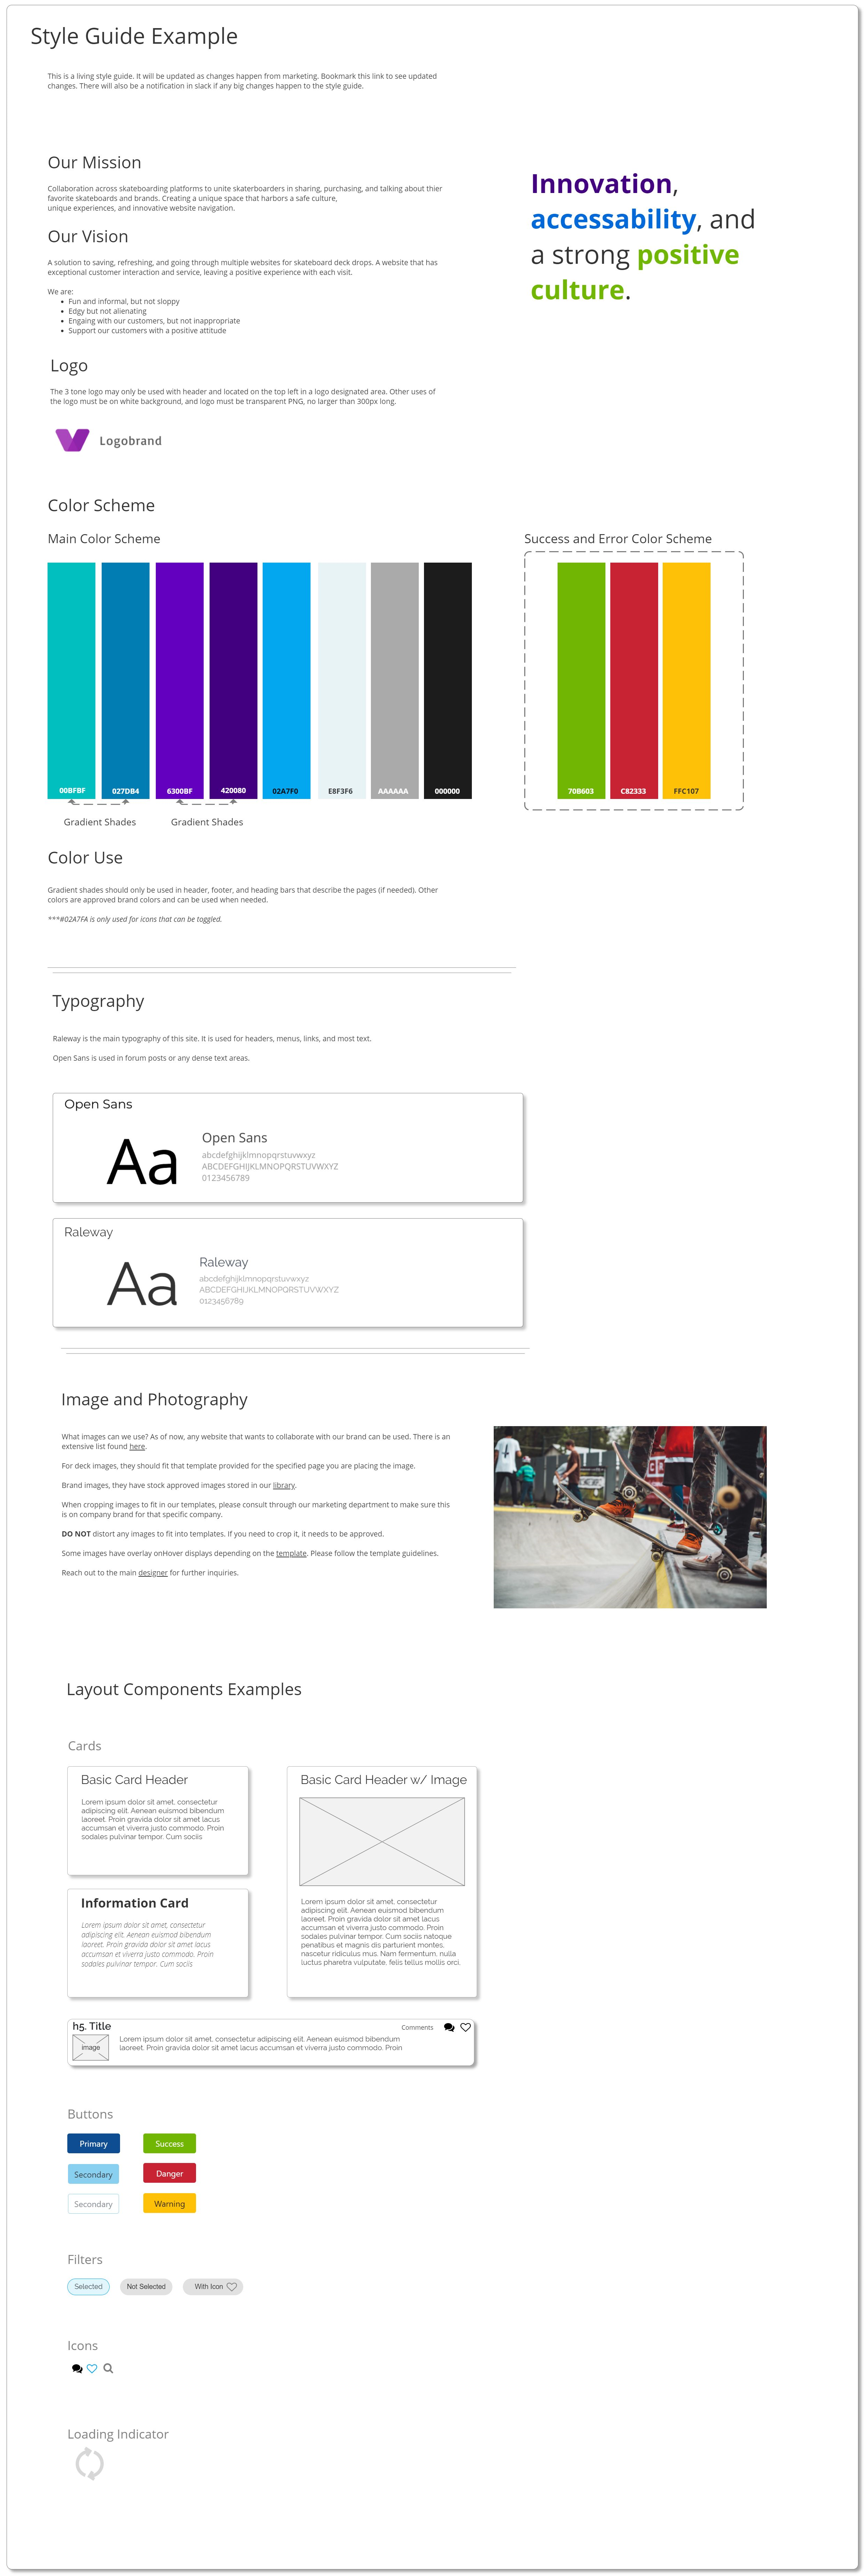 Style Guide Example
This is a living style guide. It will be updated as changes happen from marketing. Bookmark this link to see updated
changes. There will also be a notification in slack if any big changes happen to the style guide.
Our Mission
Collaboration across skateboarding platforms to unite skaterboarders in sharing, purchasing, and talking about thier
favorite skateboards and brands. Creating a unique space that harbors a safe culture,
unique experiences, and innovative website navigation.
Innovation,
accessability, and
a strong positive
culture.
Our Vision
A solution to saving, refreshing, and going through multiple websites for skateboard deck drops. A website that has
exceptional customer interaction and service, leaving a positive experience with each visit.
We are:
• Fun and informal, but not sloppy
• Edgy but not alienating
• Engaing with our customers, but not inappropriate
• Support our customers with a positive attitude
Logo
The 3 tone logo may only be used with header and located on the top left in a logo designated area. Other uses of
the logo must be on white background, and logo must be transparent PNG, no larger than 300px long.
Logobrand
Color Scheme
Main Color Scheme
00BFBF
027DB4
6300BF
420080
02A7F0
E8F3F6
AAAAAA
000000
Gradient Shades
Gradient Shades
Success and Error Color Scheme
70B603
C82333
FFC107
Color Use
Gradient shades should only be used in header, footer, and heading bars that describe the pages (if needed). Other
colors are approved brand colors and can be used when needed.
***#02A7FA is only used for icons that can be toggled.
Typography
Raleway is the main typography of this site. It is used for headers, menus, links, and most text.
Open Sans is used in forum posts or any dense text areas.
Open Sans
Aa
Open Sans
abcdefghijklmnopqrstuvwxyz
ABCDEFGHIJKLMNOPQRSTUVWXYZ
0123456789
Raleway
Aa
Raleway
abcdefghijklmnopqrstuvwxyz
ABCDEFGHIJKLMNOPQRSTUVWXYZ
0123456789
Image and Photography
What images can we use? As of now, any website that wants to collaborate with our brand can be used. There is an
extensive list found here.
For deck images, they should fit that template provided for the specified page you are placing the image.
Brand images, they have stock approved images stored in our library.
When cropping images to fit in our templates, please consult through our marketing department to make sure this
is on company brand for that specific company.
DO NOT distort any images to fit into templates. If you need to crop it, it needs to be approved.
Some images have overlay onHover displays depending on the template. Please follow the template guidelines.
Reach out to the main designer for further inquiries.
Layout Components Examples
Cards
Basic Card Header
Lorem ipsum dolor sit amet, consectetur
adipiscing elit. Aenean euismod bibendum
laoreet. Proin gravida dolor sit amet lacus
accumsan et viverra justo commodo. Proin
sodales pulvinar tempor. Cum sociis
Information Card
Lorem ipsum dolor sit amet, consectetur
adipiscing elit. Aenean euismod bibendum
laoreet. Proin gravida dolor sit amet lacus
accumsan et viverra justo commodo. Proin
sodales pulvinar tempor. Cum sociis
Basic Card Header w/ Image
Lorem ipsum dolor sit amet, consectetur
adipiscing elit. Aenean euismod bibendum
laoreet. Proin gravida dolor sit amet lacus
accumsan et viverra justo commodo. Proin
sodales pulvinar tempor. Cum sociis natoque
penatibus et magnis dis parturient montes,
nascetur ridiculus mus. Nam fermentum, nulla
luctus pharetra vulputate, felis tellus mollis orci,
h5. Title
Comments
image
Lorem ipsum dolor sit amet, consectetur adipiscing elit. Aenean euismod bibendum
laoreet. Proin gravida dolor sit amet lacus accumsan et viverra justo commodo. Proin
Buttons
Primary
Success
Secondary
Danger
Secondary
Warning
Filters
Selected
Not Selected
With Icon
Icons
Loading Indicator